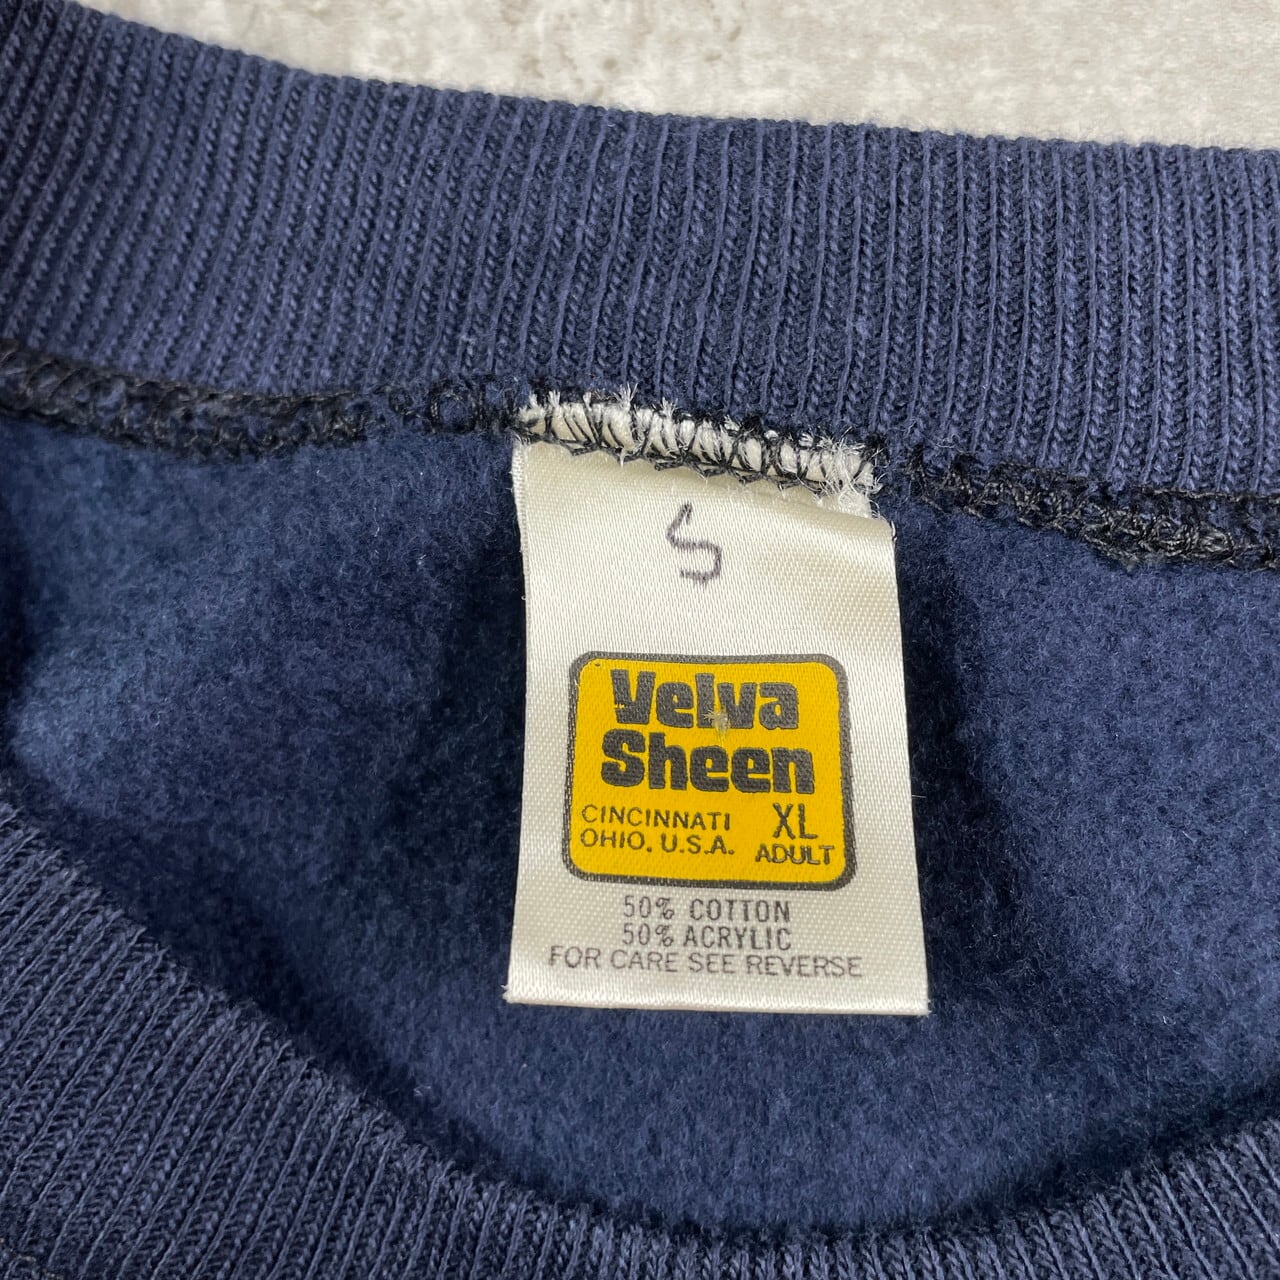 S
Velva
Sheen
CINCINNATI XL
OHIO, U.S.A. ADULT
50% COTTON
50% ACRYLIC
FOR CARE SEE REVERSE